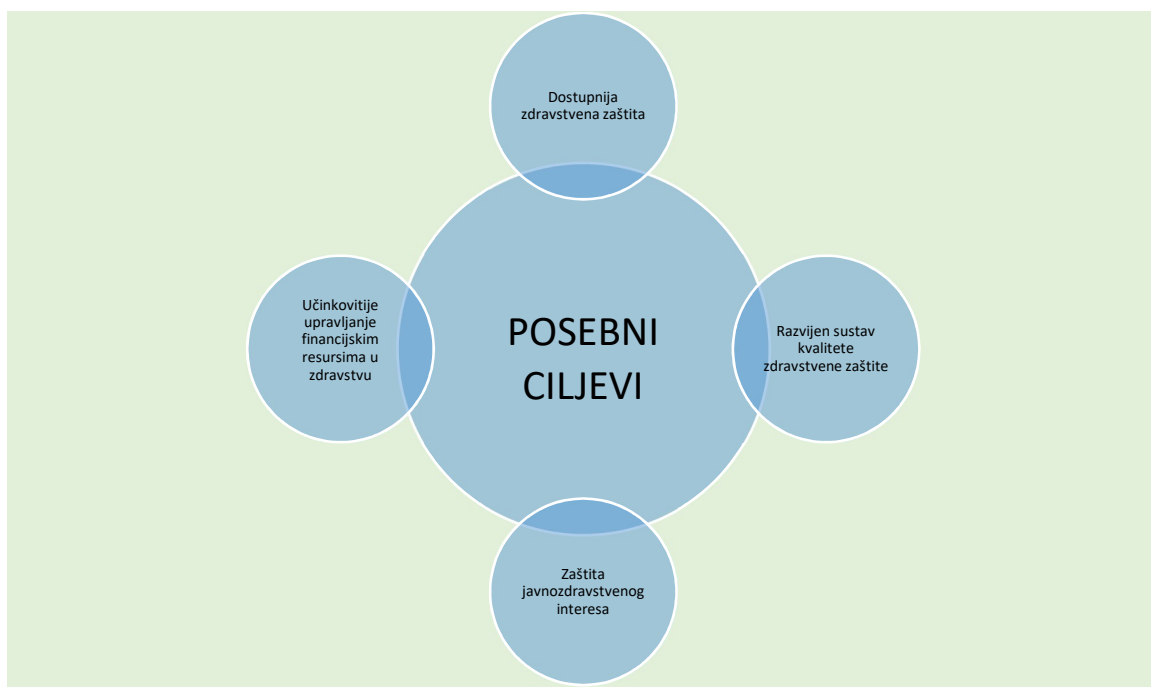 Dostupnija
zdravstvena zaštita
Učinkovitije
upravljanje
financijskim
resursima u
zdravstvu
POSEBNI
CILJEVI
Razvijen sustav
kvalitete
zdravstvene zaštite
Zaštita
javnozdravstvenog
interesa